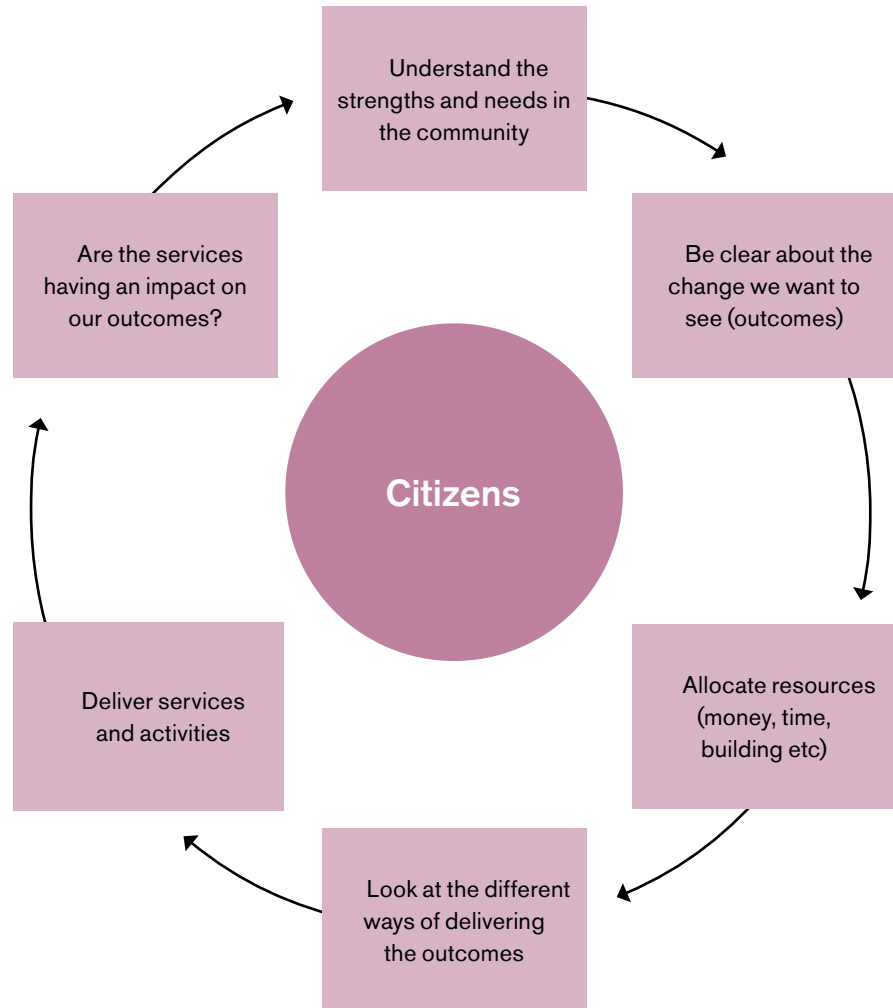 Understand the
strengths and needs in
the community
Be clear about the
change we want to
see (outcomes)
Allocate resources
(money, time,
building etc)
Look at the different
ways of delivering
the outcomes
Deliver services
and activities
Are the services
having an impact on
our outcomes?
Citizens